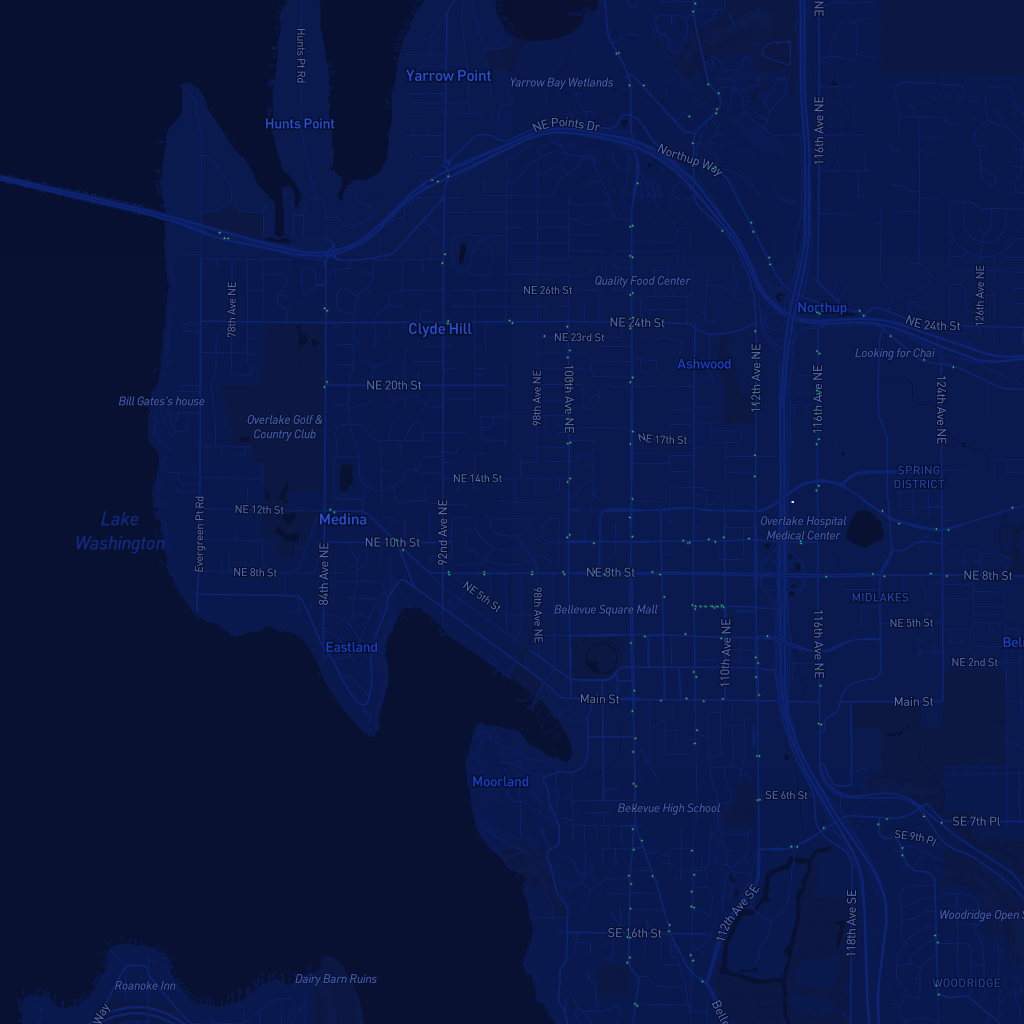 NE
Hunts Pt Rd
Yarrow Point
Yarrow Bay Wetlands
Hunts Point
NE Points Dr
116th Ave NE
Northup Way
Quality Food Center
NE 26th St
78th Ave NE
126th Ave NE
Northup
Clyde Hill
NE 24th St
NE 24th St
NE 23rd St
Looking for Chai
Ashwood
112th Ave NE
NE 20th St
98th Ave NE
100th Ave NE
116th Ave NE
124th Ave NE
Bill Gates's house
Overlake Golf &
Country Club
NE 17th St
SPRING
DISTRICT
NE 14th St
Lake
Washington
Evergreen Pt Rd
NE 12th St
Medina
92nd Ave NE
Overlake Hospital
Medical Center
NE 10th St
NE 8th St
84th Ave NE
NE 8th St
NE 8th St
NE 5th St
98th Ave NE
Bellevue Square Mall
MIDLAKES
NE 5th St
110th Ave NE
116th Ave NE
Eastland
Bel
NE 2nd St
Main St
Main St
Moorland
SE 6th St
Bellevue High School
SE 7th Pl
SE 9th Pl
112th Ave SE
118th Ave SE
Woodridge Open S
SE 16th St
Dairy Barn Ruins
Roanoke Inn
WOODRIDGE
Way
Belle